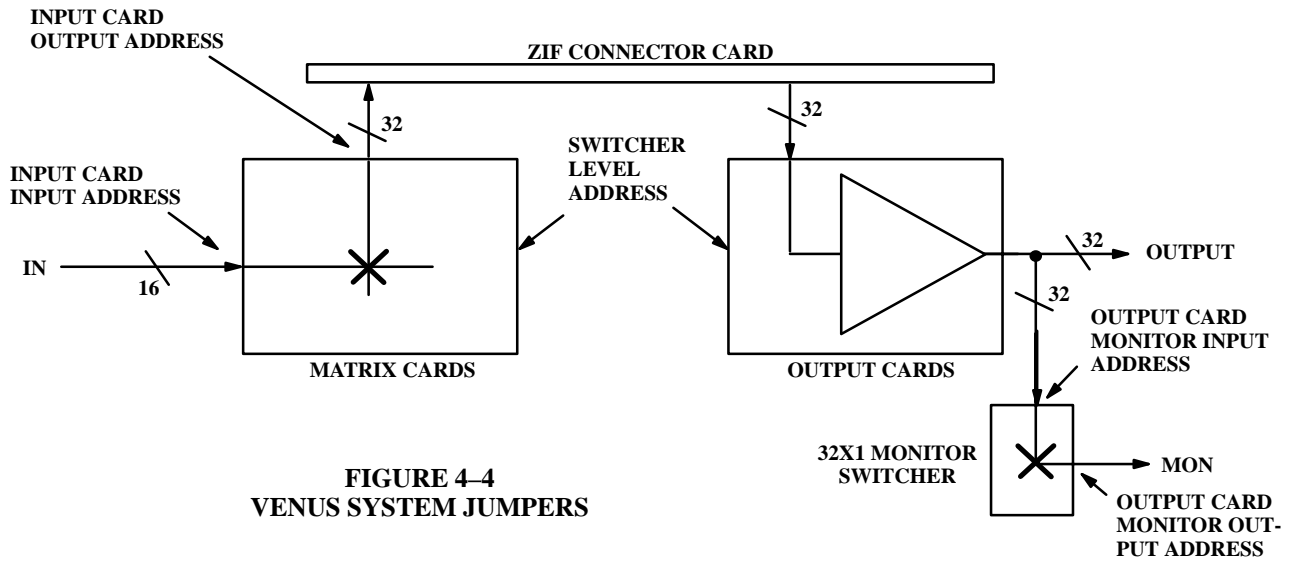 INPUT CARD
OUTPUT ADDRESS
ZIF CONNECTOR CARD
32
32
SWITCHER
LEVEL
ADDRESS
INPUT CARD
INPUT ADDRESS
IN
16
MATRIX CARDS
OUTPUT CARDS
32
OUTPUT
32
OUTPUT CARD
MONITOR INPUT
ADDRESS
32X1 MONITOR
SWITCHER
MON
OUTPUT CARD
MONITOR OUT-
PUT ADDRESS
FIGURE 4–4
VENUS SYSTEM JUMPERS